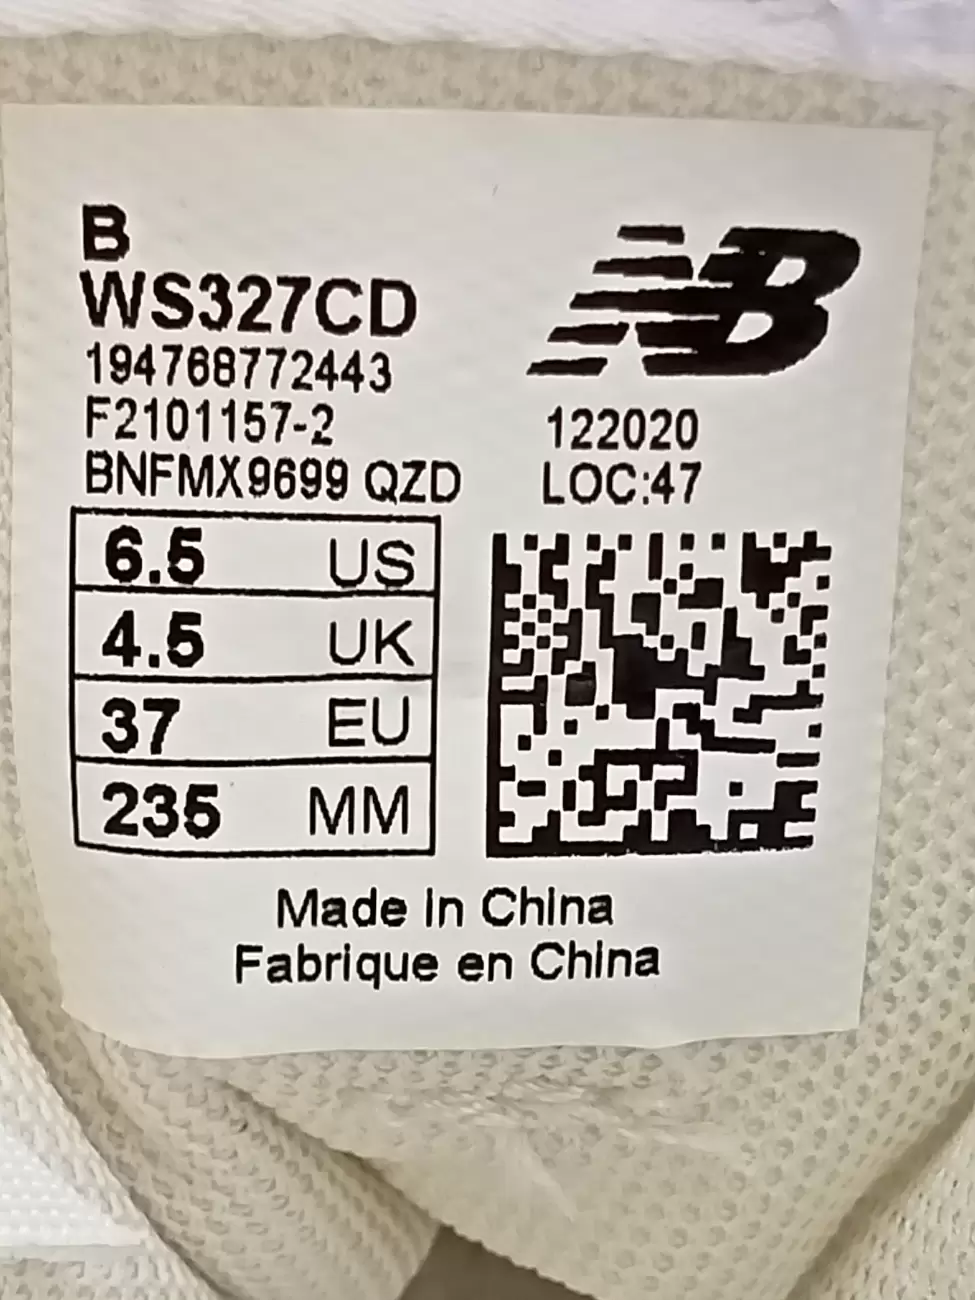 B
WS327CD
194768772443
F2101157-2
BNFMX9699 QZD
NB
122020
LOC:47
6.5 US
4.5 UK
37 EU
235 MM
Made in China
Fabrique en China